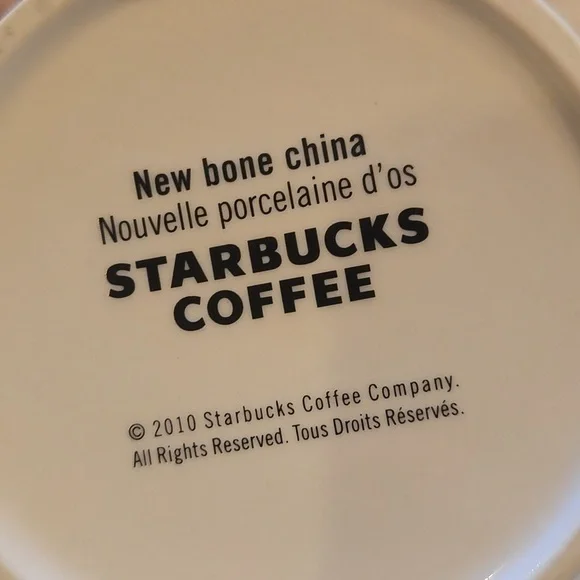 New bone china
Nouvelle porcelaine d'os
STARBUCKS
COFFEE
© 2010 Starbucks Coffee Company.
All Rights Reserved. Tous Droits Réservés.